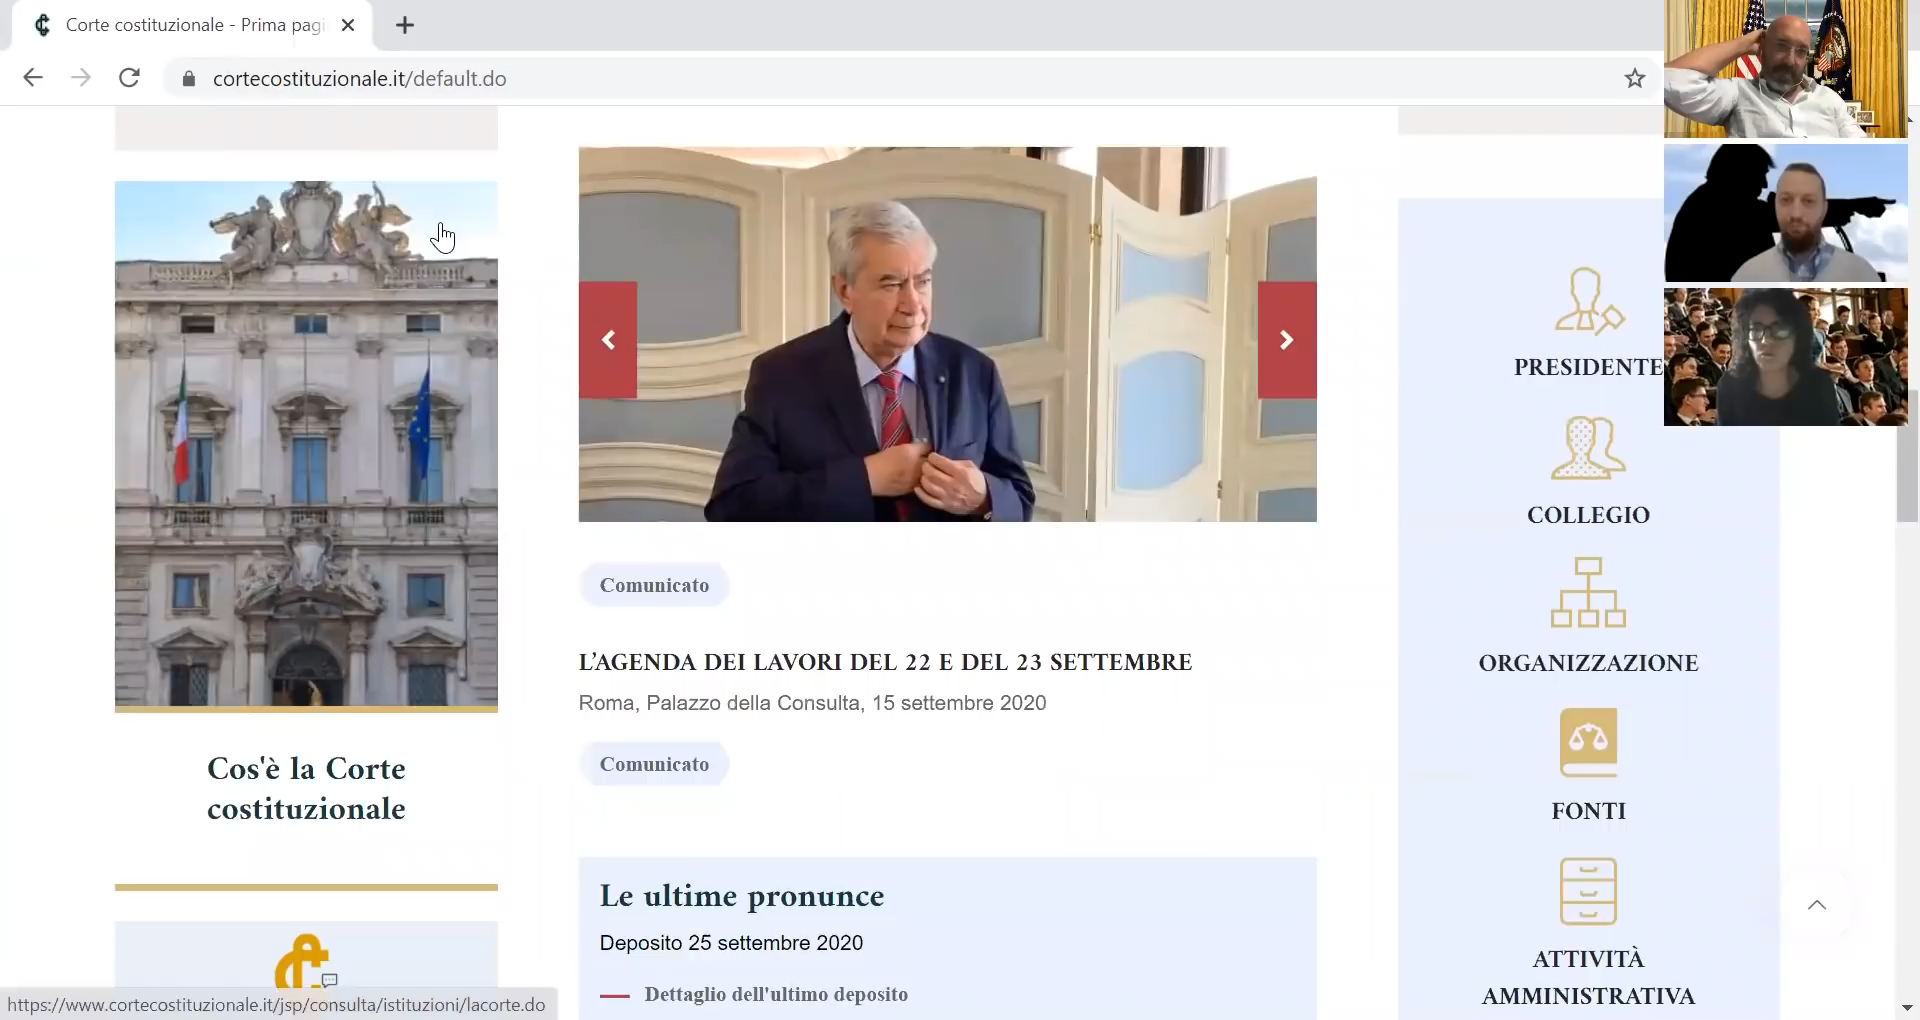 Corte costituzionale - Prima pagi
cortecostituzionale.it/default.do
Cos'è la Corte
costituzionale
Comunicato
L'AGENDA DEI LAVORI DEL 22 E DEL 23 SETTEMBRE
Roma, Palazzo della Consulta, 15 settembre 2020
Comunicato
Le ultime pronunce
Deposito 25 settembre 2020
Dettaglio dell'ultimo deposito
PRESIDENTE
COLLEGIO
ORGANIZZAZIONE
FONTI
ATTIVITÀ
AMMINISTRATIVA
https://www.cortecostituzionale.it/jsp/consulta/istituzioni/lacorte.do